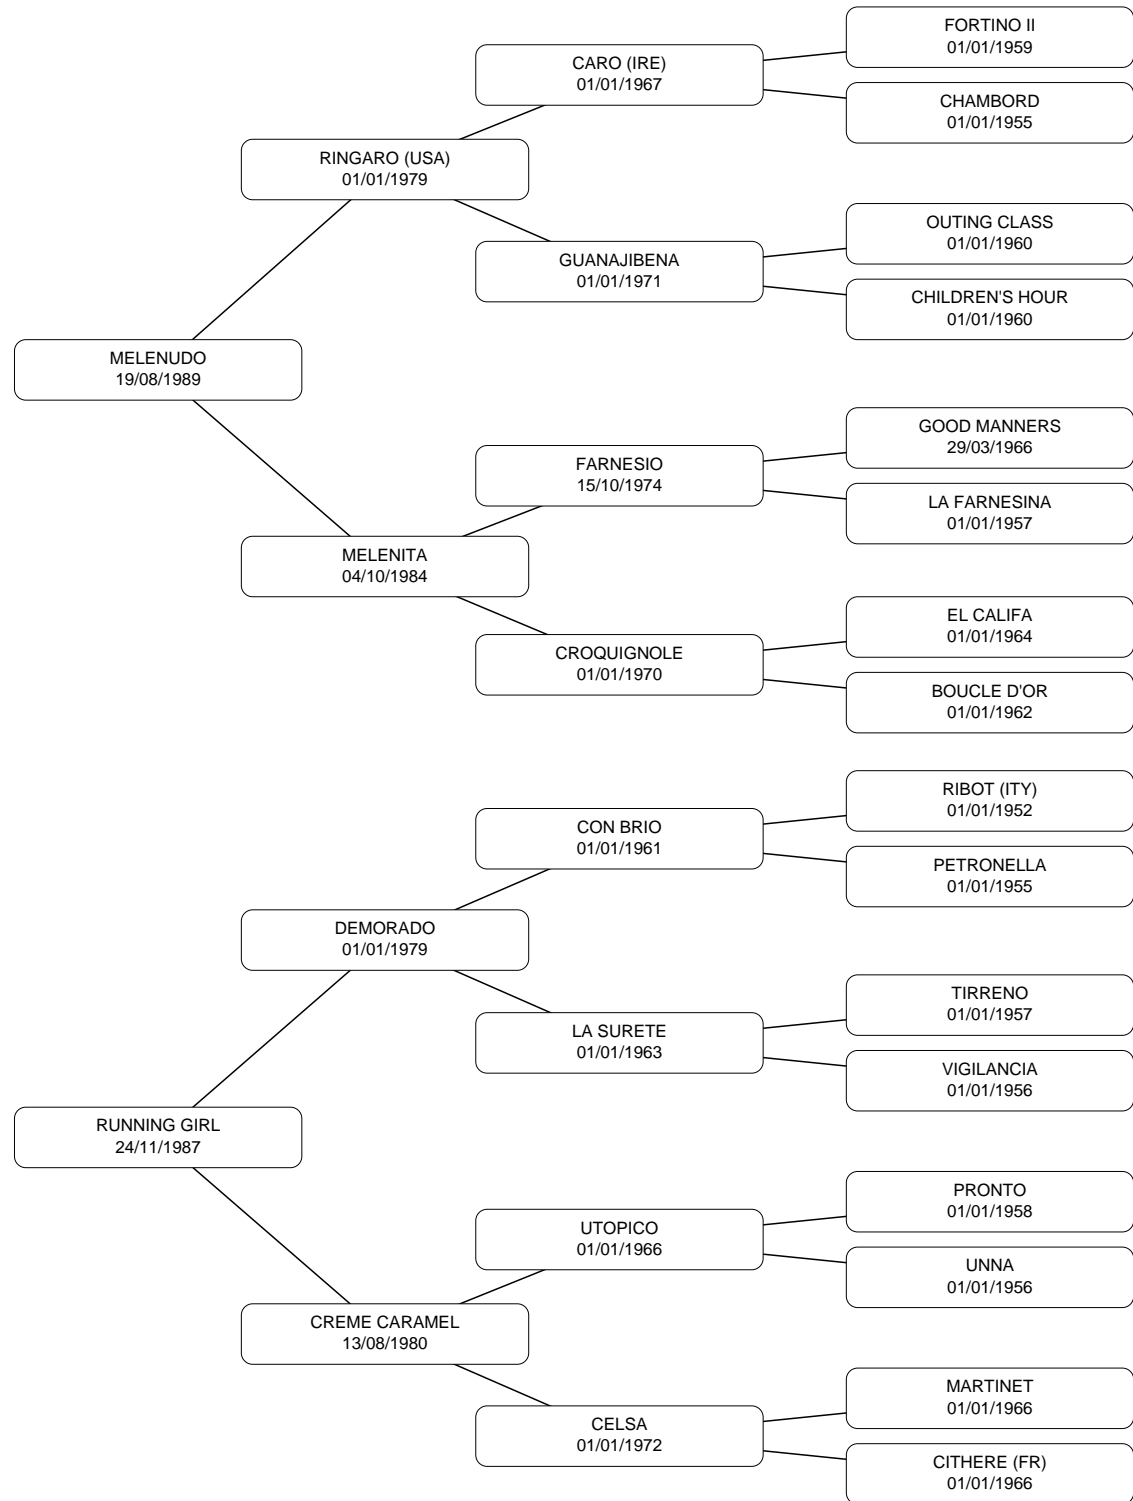 FORTINO II
01/01/1959
CARO (IRE)
01/01/1967
CHAMBORD
01/01/1955
RINGARO (USA)
01/01/1979
OUTING CLASS
01/01/1960
GUANAJIBENA
01/01/1971
CHILDREN'S HOUR
01/01/1960
MELENUDO
19/08/1989
GOOD MANNERS
29/03/1966
FARNESIO
15/10/1974
LA FARNESINA
01/01/1957
MELENITA
04/10/1984
EL CALIFA
01/01/1964
CROQUIGNOLE
01/01/1970
BOUCLE D'OR
01/01/1962
RIBOT (ITY)
01/01/1952
CON BRIO
01/01/1961
PETRONELLA
01/01/1955
DEMORADO
01/01/1979
TIRRENO
01/01/1957
LA SURETE
01/01/1963
VIGILANCIA
01/01/1956
RUNNING GIRL
24/11/1987
PRONTO
01/01/1958
UTOPICO
01/01/1966
UNNA
01/01/1956
CREME CARAMEL
13/08/1980
MARTINET
01/01/1966
CELSA
01/01/1972
CITHERE (FR)
01/01/1966